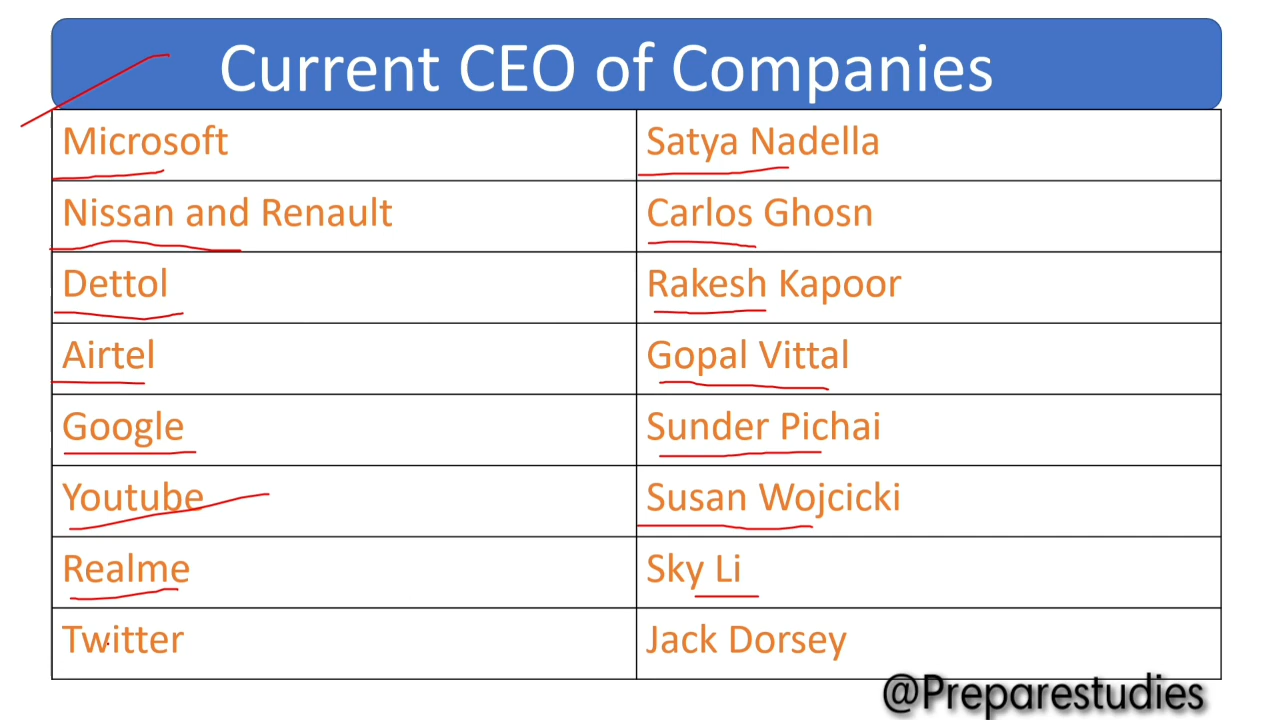 Current CEO of Companies
Microsoft Satya Nadella
Nissan and Renault Carlos Ghosn
Dettol Rakesh Kapoor
Airtel Gopal Vittal
Google Sunder Pichai
Youtube Susan Wojcicki
Realme Sky Li
Twitter Jack Dorsey
@Preparestudies